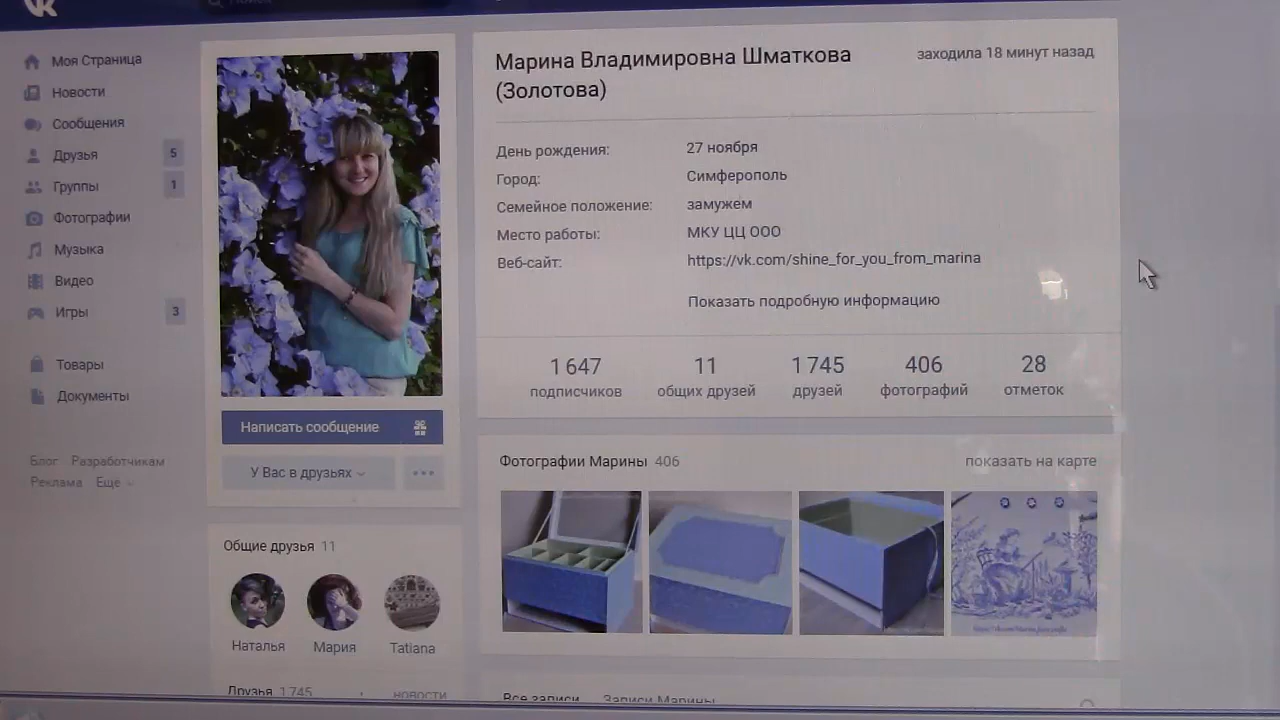 Поиск
Моя Страница
Новости
Сообщения
Друзья 5
Группы 1
Фотографии
Музыка
Видео
Игры 3
Товары
Документы
Блог Разработчикам
Реклама Ещё
Написать сообщение
У Вас в друзьях
Общие друзья 11
Наталья Мария Tatiana
Друзья 1 745 новости
Марина Владимировна Шматкова
(Золотова)
заходила 18 минут назад
День рождения: 27 ноября
Город: Симферополь
Семейное положение: замужем
Место работы: МКУ ЦЦ ООО
Веб-сайт: https://vk.com/shine_for_you_from_marina
Показать подробную информацию
1 647 11 1 745 406 28
подписчиков общих друзей друзей фотографий отметок
Фотографии Марины 406 показать на карте
Все записи Записи Марины